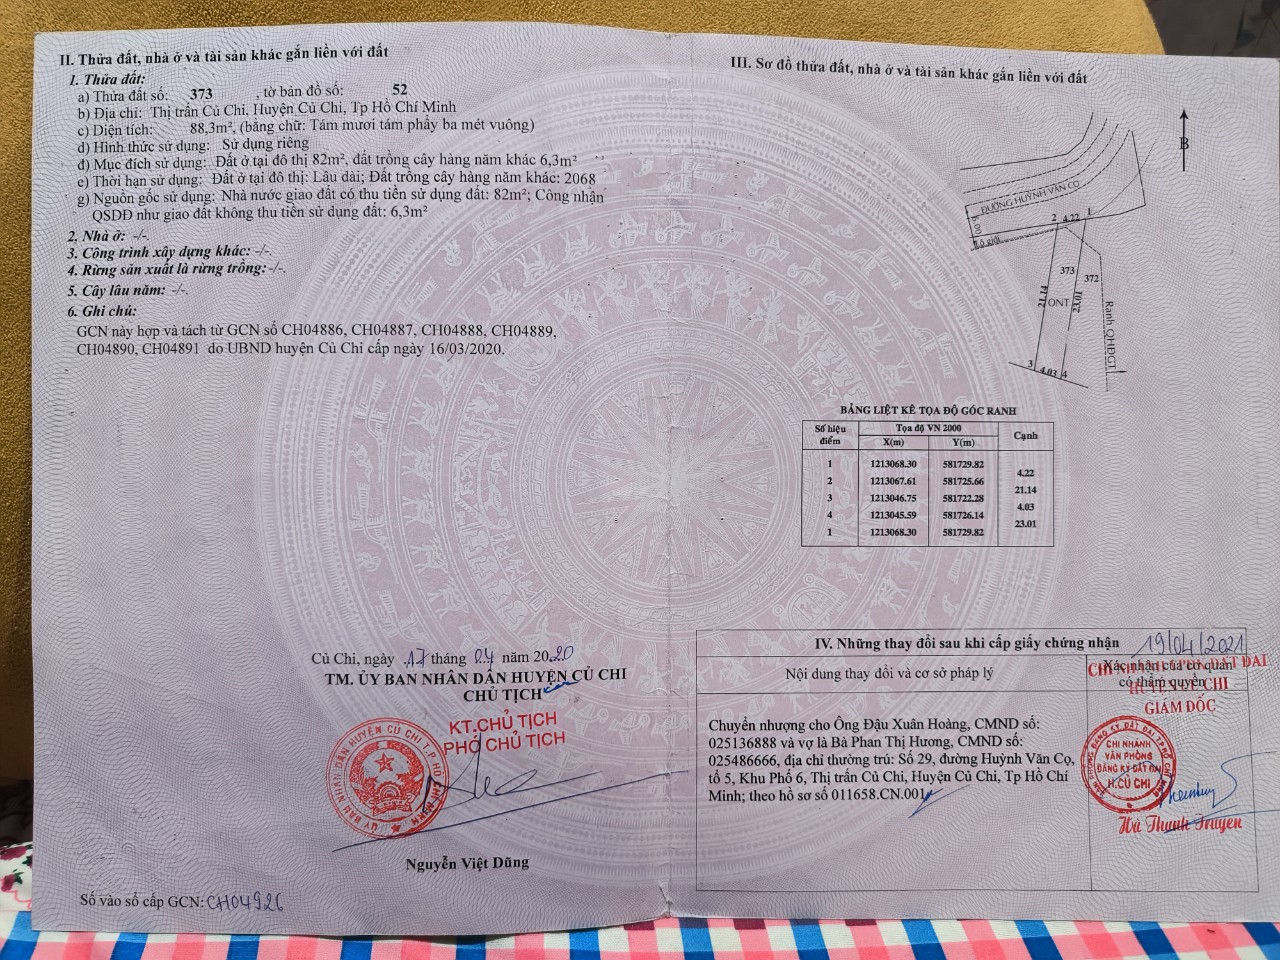 II. Thửa đất, nhà ở và tài sản khác gắn liền với đất
1. Thửa đất:
a) Thửa đất số: 373 , tờ bản đồ số: 52
b) Địa chỉ: Thị trấn Củ Chi, Huyện Củ Chi, Tp Hồ Chí Minh
c) Diện tích: 88,3m², (bằng chữ: Tám mươi tám phẩy ba mét vuông)
d) Hình thức sử dụng: Sử dụng riêng
đ) Mục đích sử dụng: Đất ở tại đô thị 82m², đất trồng cây hàng năm khác 6,3m²
e) Thời hạn sử dụng: Đất ở tại đô thị: Lâu dài; Đất trồng cây hàng năm khác: 2068
g) Nguồn gốc sử dụng: Nhà nước giao đất có thu tiền sử dụng đất: 82m²; Công nhận
QSDĐ như giao đất không thu tiền sử dụng đất: 6,3m²
2. Nhà ở: -/-.
3. Công trình xây dựng khác: -/-.
4. Rừng sản xuất là rừng trồng: -/-.
5. Cây lâu năm: -/-.
6. Ghi chú:
GCN này hợp và tách từ GCN số CH04886, CH04887, CH04888, CH04889,
CH04890, CH04891 do UBND huyện Củ Chi cấp ngày 16/03/2020.
Củ Chi, ngày 17 tháng 04 năm 2020
TM. ỦY BAN NHÂN DÂN HUYỆN CỦ CHI
CHỦ TỊCH
KT.CHỦ TỊCH
PHÓ CHỦ TỊCH
Nguyễn Việt Dũng
Số vào sổ cấp GCN: CH04926
III. Sơ đồ thửa đất, nhà ở và tài sản khác gắn liền với đất
B
ĐƯỜNG HUỲNH VĂN CỌ
6.00
Lộ giới
2 4.22 1
373
372
21.14
ONT
23.01
Ranh QHĐGT
3 4.03 4
BẢNG LIỆT KÊ TỌA ĐỘ GÓC RANH
Số hiệu điểm Tọa độ VN 2000 Cạnh
X(m) Y(m)
1 1213068.30 581729.82
4.22
2 1213067.61 581725.66
21.14
3 1213046.75 581722.28
4.03
4 1213045.59 581726.14
23.01
1 1213068.30 581729.82
IV. Những thay đổi sau khi cấp giấy chứng nhận
19/04/2021
Nội dung thay đổi và cơ sở pháp lý
Xác nhận của cơ quan
có thẩm quyền
HUYỆN CỦ CHI
GIÁM ĐỐC
Chuyển nhượng cho Ông Đậu Xuân Hoàng, CMND số:
025136888 và vợ là Bà Phan Thị Hương, CMND số:
025486666, địa chỉ thường trú: Số 29, đường Huỳnh Văn Cọ,
tổ 5, Khu Phố 6, Thị trấn Củ Chi, Huyện Củ Chi, Tp Hồ Chí
Minh; theo hồ sơ số 011658.CN.001
CHI NHÁNH
VĂN PHÒNG
ĐĂNG KÝ ĐẤT ĐAI
H.CỦ CHI